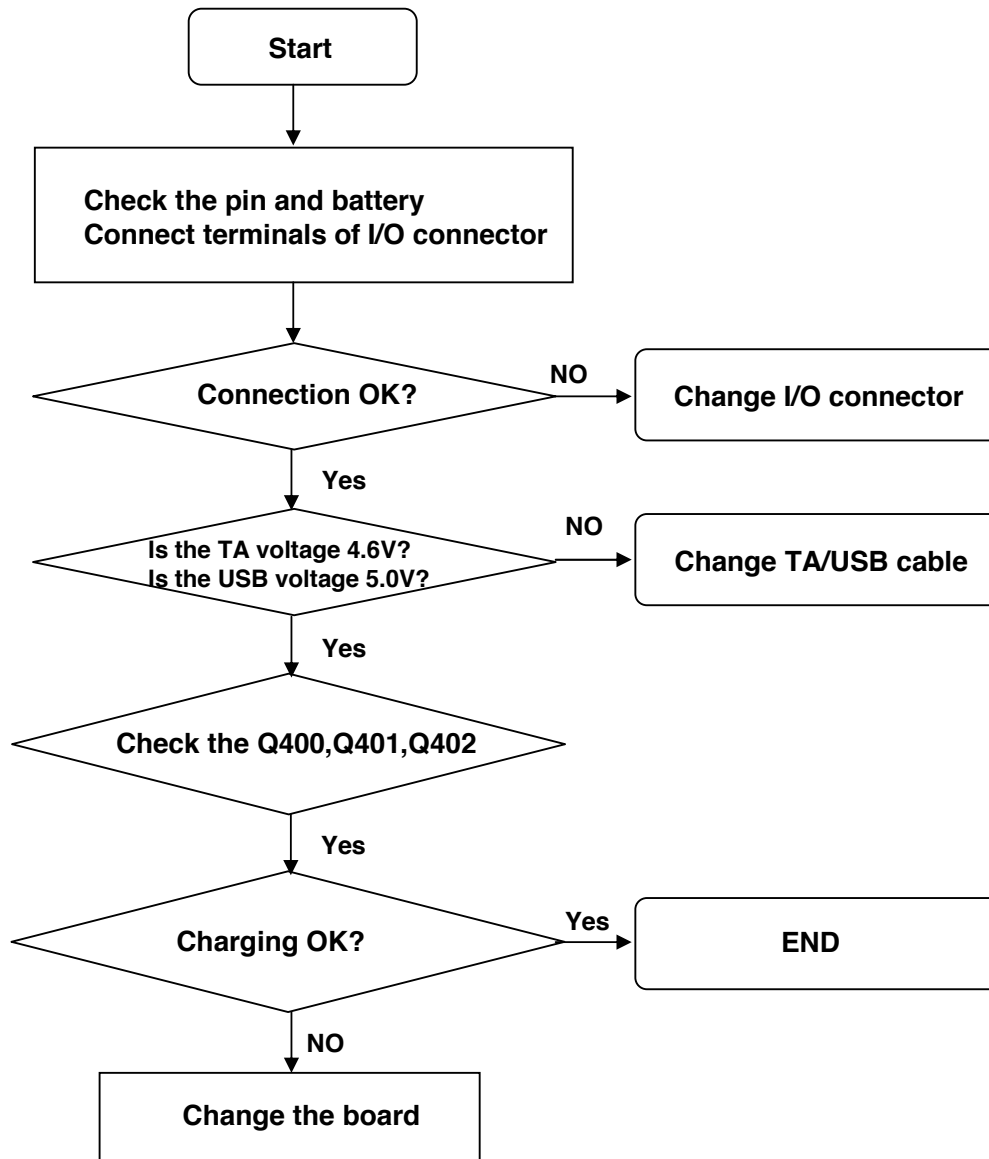 Start
Check the pin and battery
Connect terminals of I/O connector
Connection OK?
NO
Change I/O connector
Yes
Is the TA voltage 4.6V?
Is the USB voltage 5.0V?
NO
Change TA/USB cable
Yes
Check the Q400,Q401,Q402
Yes
Charging OK?
Yes
END
NO
Change the board